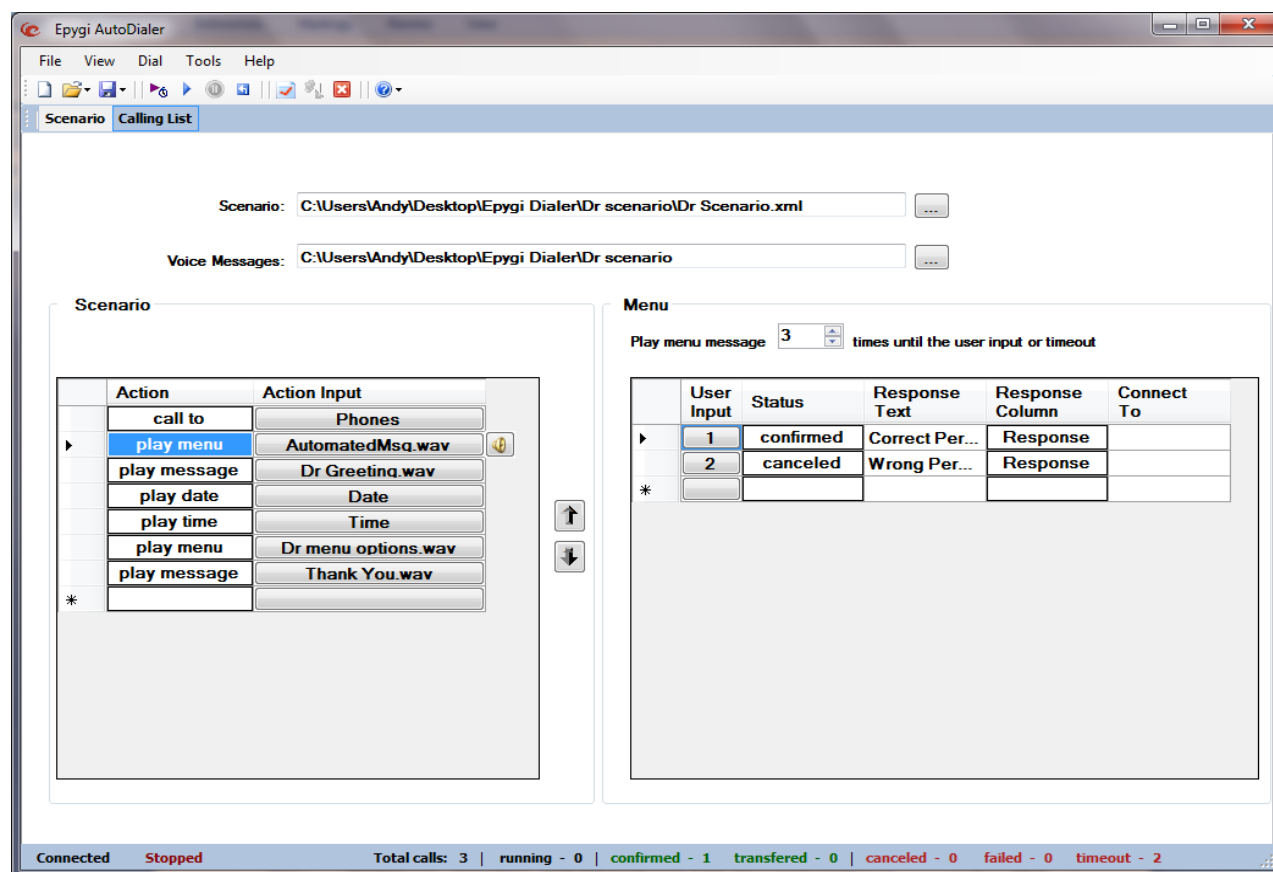 Epygi AutoDialer
File View Dial Tools Help
Scenario Calling List
Scenario: C:\Users\Andy\Desktop\Epygi Dialer\Dr scenario\Dr Scenario.xml ...
Voice Messages: C:\Users\Andy\Desktop\Epygi Dialer\Dr scenario ...
Scenario
Action Action Input
call to Phones
play menu AutomatedMsg.wav
play message Dr Greeting.wav
play date Date
play time Time
play menu Dr menu options.wav
play message Thank You.wav
*
Menu
Play menu message 3 times until the user input or timeout
User Input Status Response Text Response Column Connect To
1 confirmed Correct Per... Response
2 canceled Wrong Per... Response
*
Connected Stopped Total calls: 3 | running - 0 | confirmed - 1 transfered - 0 | canceled - 0 failed - 0 timeout - 2